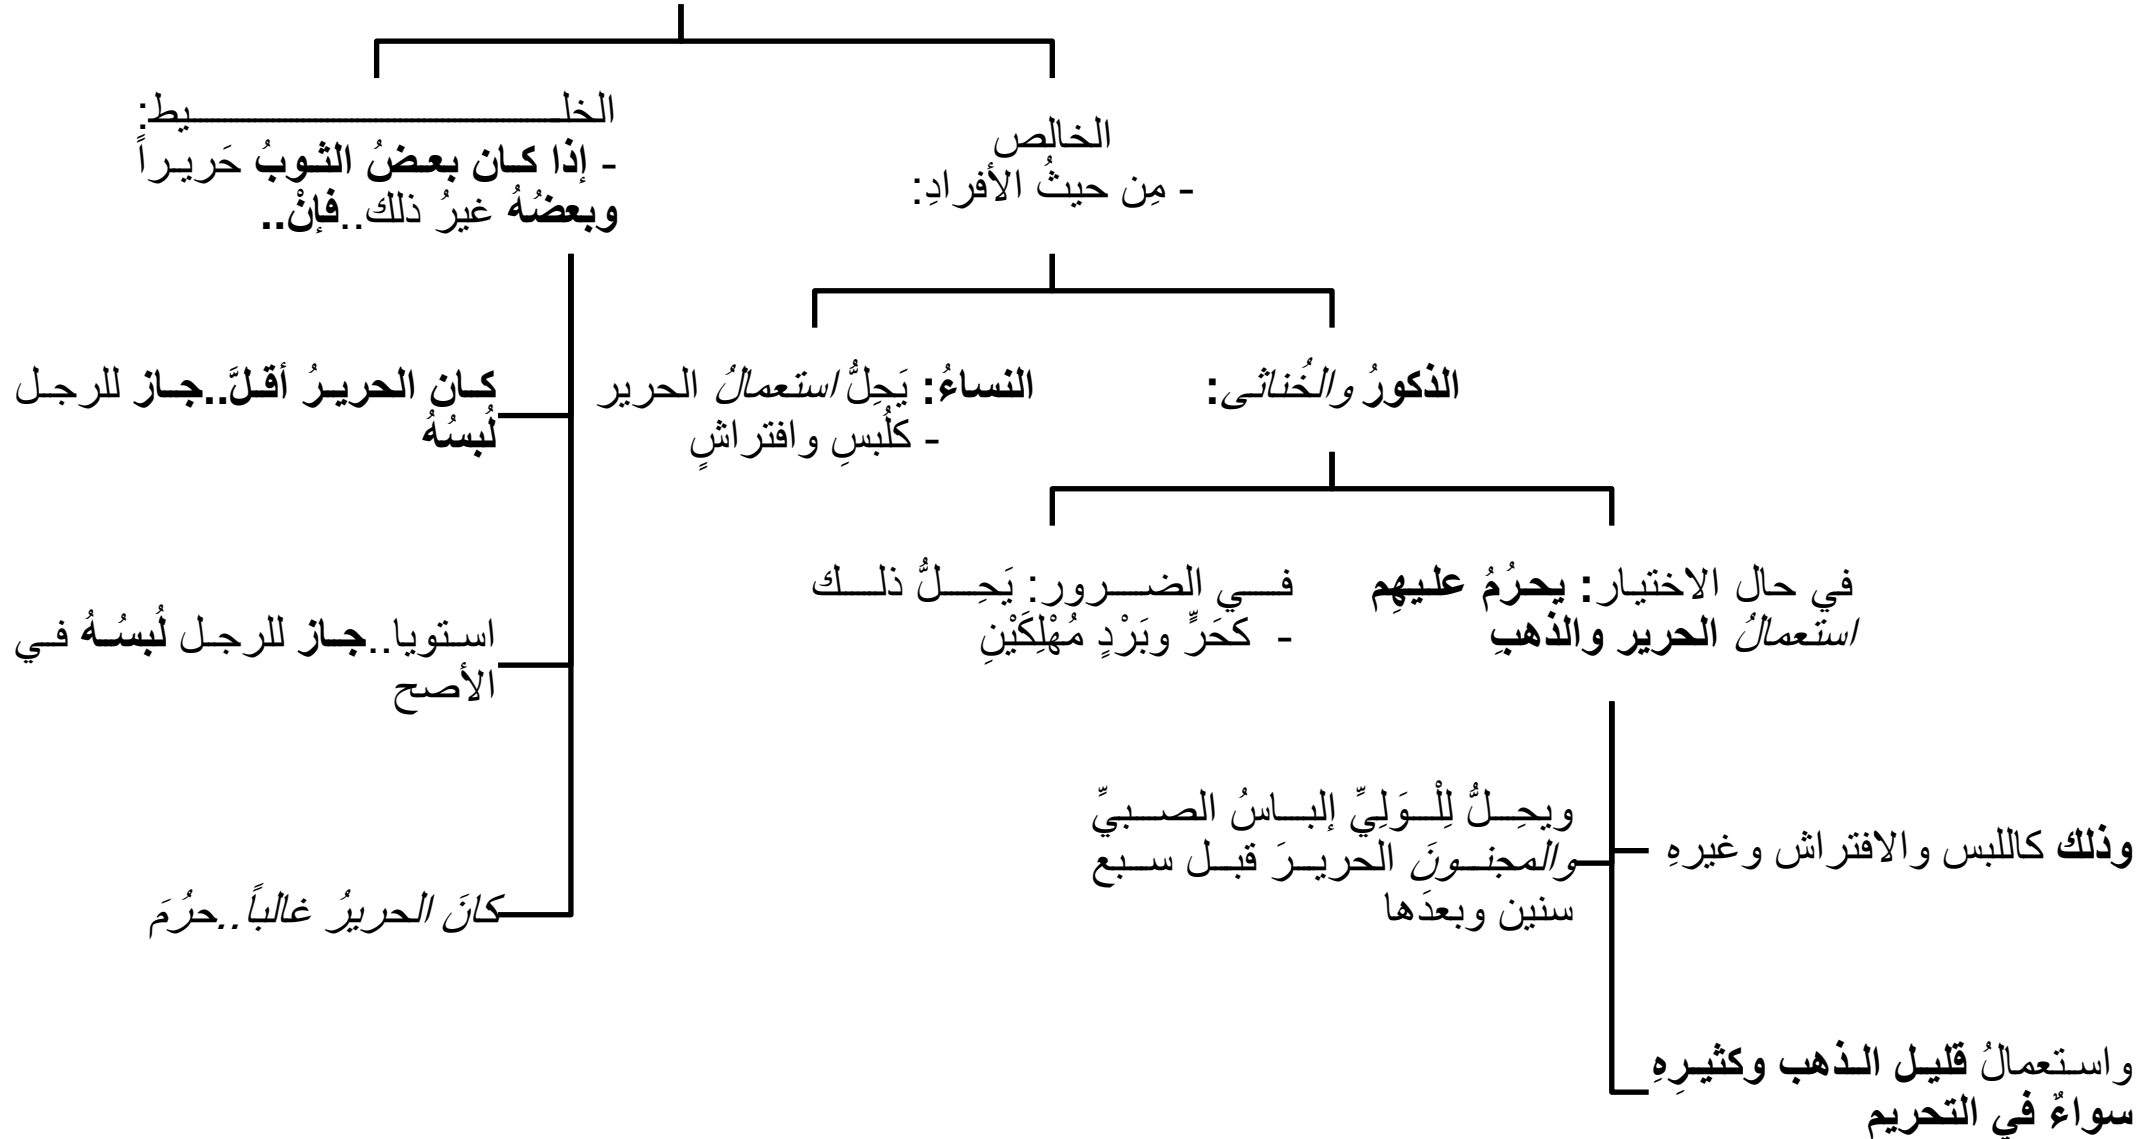 الخالص
- مِن حيثُ الأفرادِ:
الخليط:
- إذا كان بعضُ الثوبُ حَريراً
وبعضُهُ غيرُ ذلك..فإنْ..
الذكورُ والخُناثى:
النساءُ: يَحِلُّ استعمالُ الحرير
- كلُبسِ وافتراشٍ
كان الحريرُ أقلَّ..جاز للرجل
لُبسُهُ
في حال الاختيار: يحرُمُ عليهِم
استعمالُ الحرير والذهبِ
في الضرور: يَحِلُّ ذلك
- كحَرٍّ وبَرْدٍ مُهْلِكَيْنِ
استويا..جاز للرجل لُبسُهُ في
الأصح
وذلك كاللبس والافتراش وغيرهِ
ويحِلُّ لِلْوَلِيِّ إلباسُ الصبيِّ
والمجنونَ الحريرَ قبل سبع
سنين وبعدَها
كانَ الحريرُ غالباً..حرُمَ
واستعمالُ قليل الذهب وكثيرِهِ
سواءٌ في التحريم